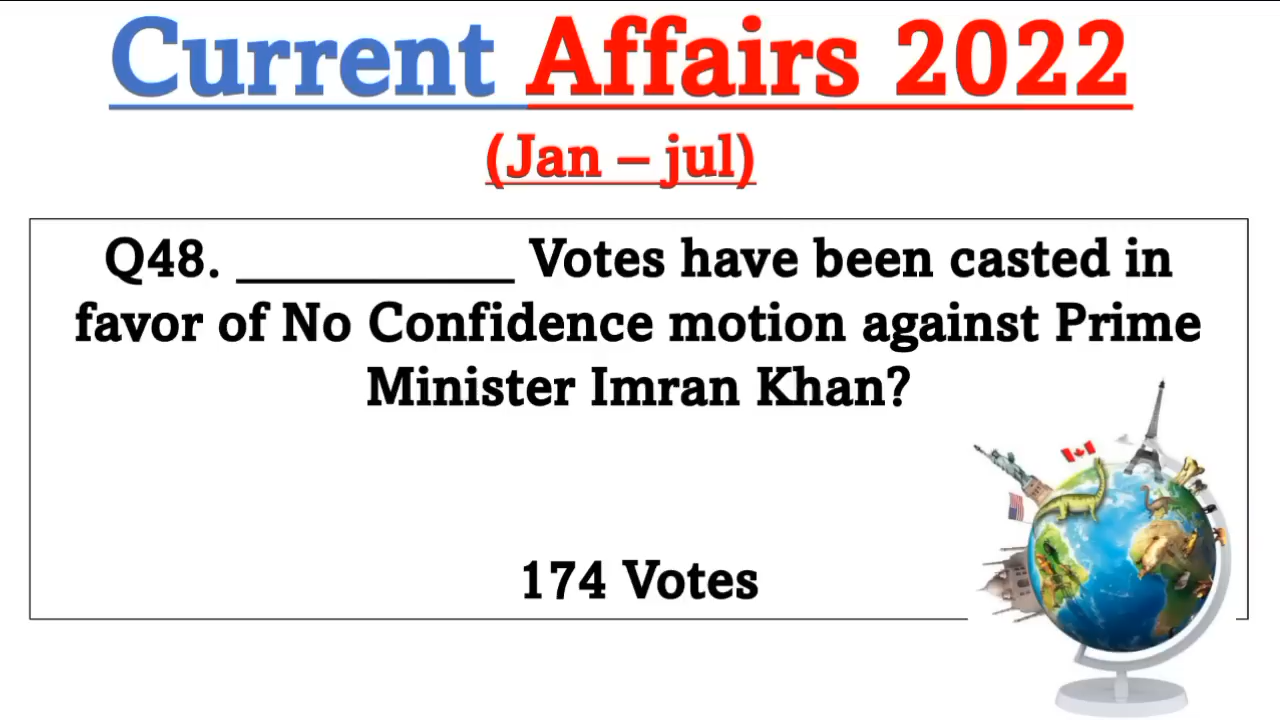 Current Affairs 2022
(Jan – jul)
Q48. ___________ Votes have been casted in
favor of No Confidence motion against Prime
Minister Imran Khan?
174 Votes